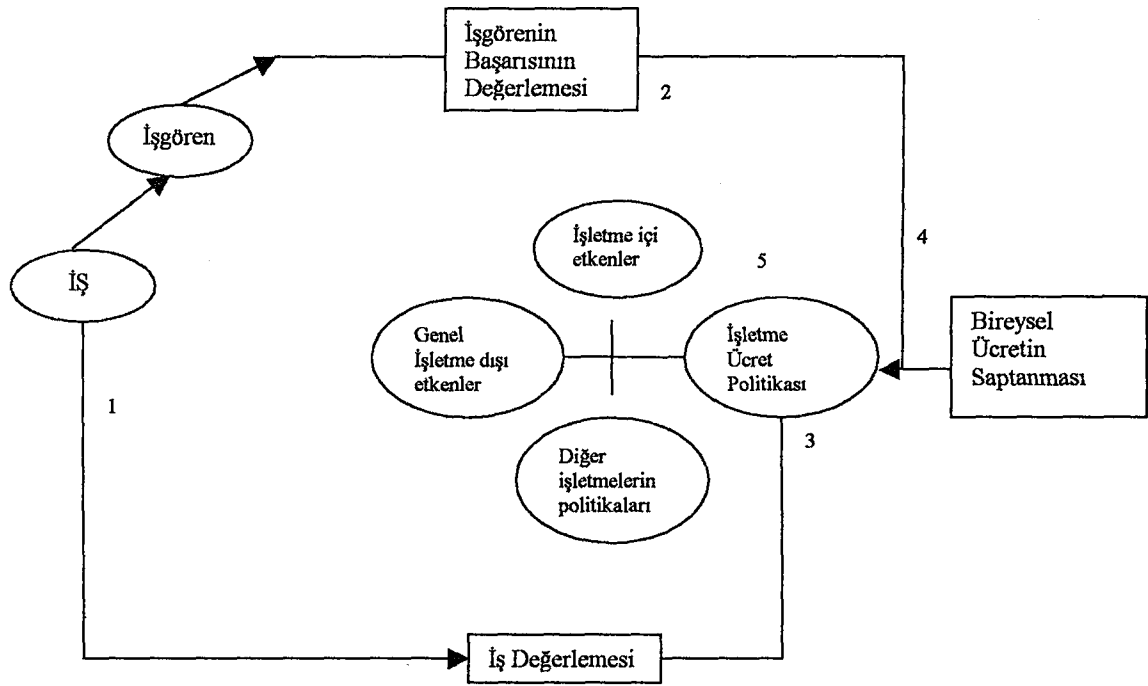 İşgörenin
Başarısının
Değerlemesi
2
İşgören
İşletme içi
etkenler
5
4
İŞ
Genel
İşletme dışı
etkenler
İşletme
Ücret
Politikası
Bireysel
Ücretin
Saptanması
1
3
Diğer
işletmelerin
politikaları
İş Değerlemesi